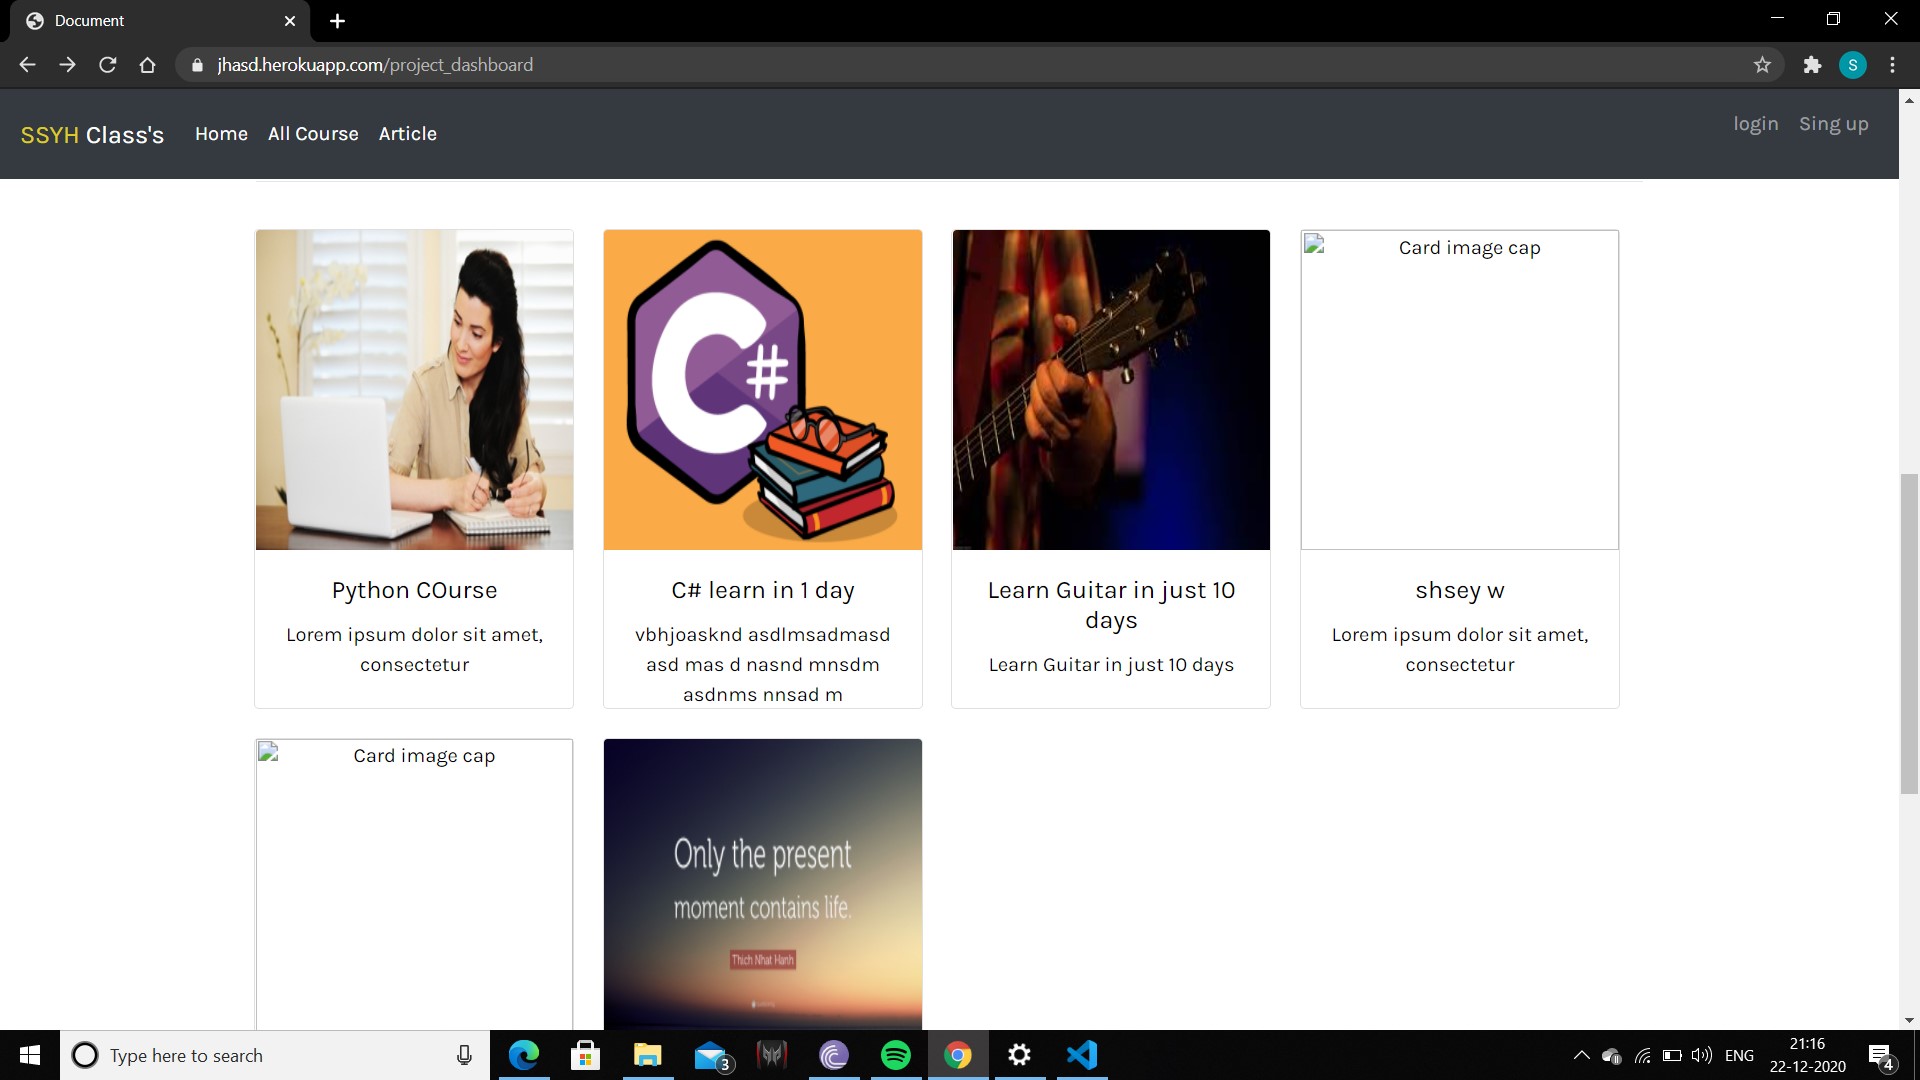 Document
jhasd.herokuapp.com/project_dashboard
S
SSYH Class's Home All Course Article login Sing up
C#
Card image cap
Python COurse
Lorem ipsum dolor sit amet,
consectetur
C# learn in 1 day
vbhjoasknd asdlmsadmasd
asd mas d nasnd mnsdm
asdnms nnsad m
Learn Guitar in just 10
days
Learn Guitar in just 10 days
shsey w
Lorem ipsum dolor sit amet,
consectetur
Card image cap
Only the present
moment contains life.
Thich Nhat Hanh
Type here to search
3
ENG
21:16
22-12-2020
4